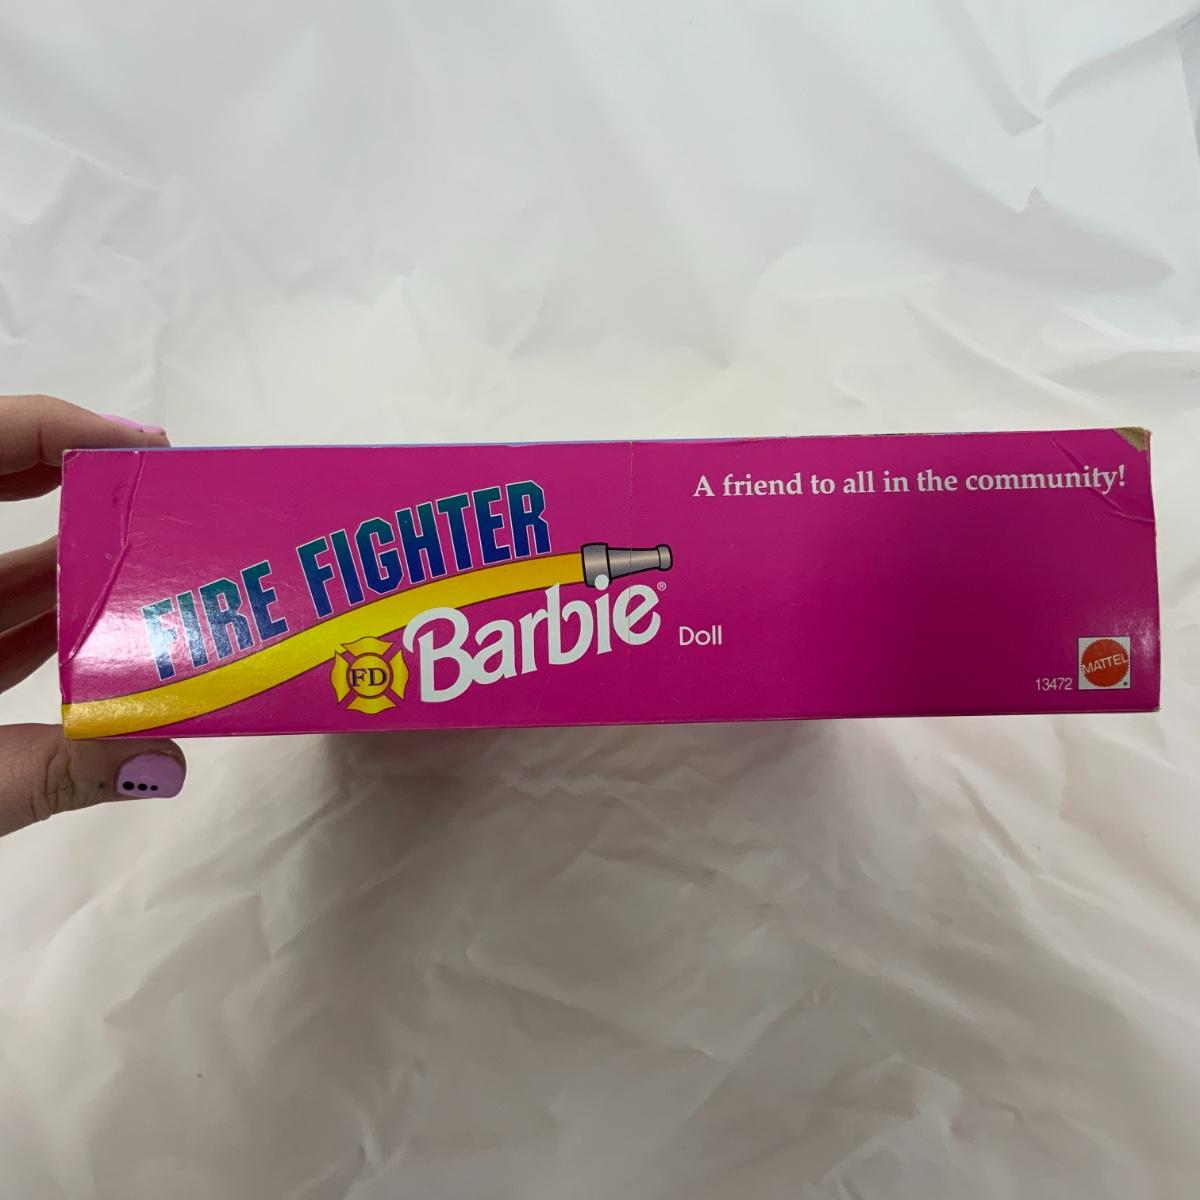 A friend to all in the community!
FIRE FIGHTER
FD
Barbie® Doll
MATTEL®
13472